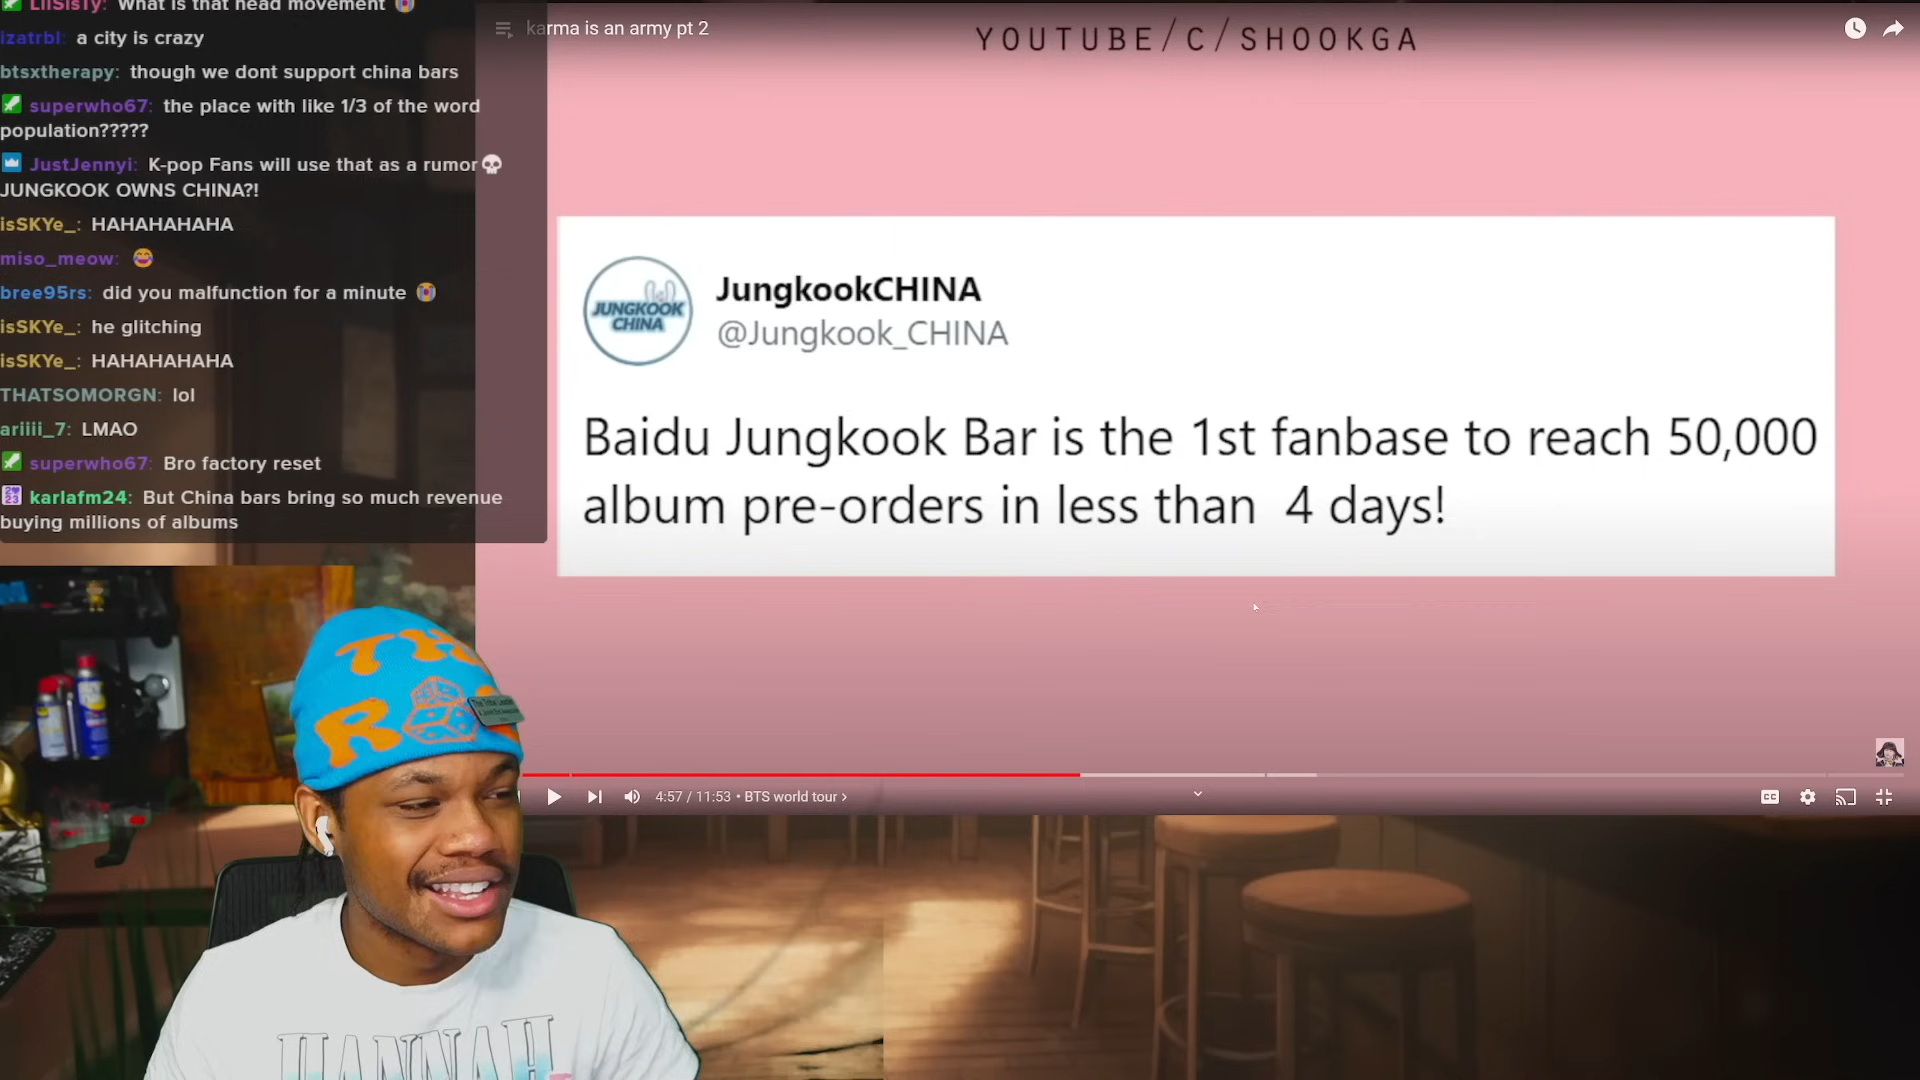 LilSisTy: What is that head movement
izatrbl: a city is crazy
btsxtherapy: though we dont support china bars
superwho67: the place with like 1/3 of the word
population?????
JustJennyi: K-pop Fans will use that as a rumor
JUNGKOOK OWNS CHINA?!
isSKYe_: HAHAHAHAHA
miso_meow:
bree95rs: did you malfunction for a minute
isSKYe_: he glitching
isSKYe_: HAHAHAHAHA
THATSOMORGN: lol
ariiii_7: LMAO
superwho67: Bro factory reset
karlafm24: But China bars bring so much revenue
buying millions of albums
karma is an army pt 2
YOUTUBE/C/SHOOKGA
JUNGKOOK
CHINA
JungkookCHINA
@Jungkook_CHINA
Baidu Jungkook Bar is the 1st fanbase to reach 50,000
album pre-orders in less than 4 days!
4:57 / 11:53 • BTS world tour ›
CC
HANNAH